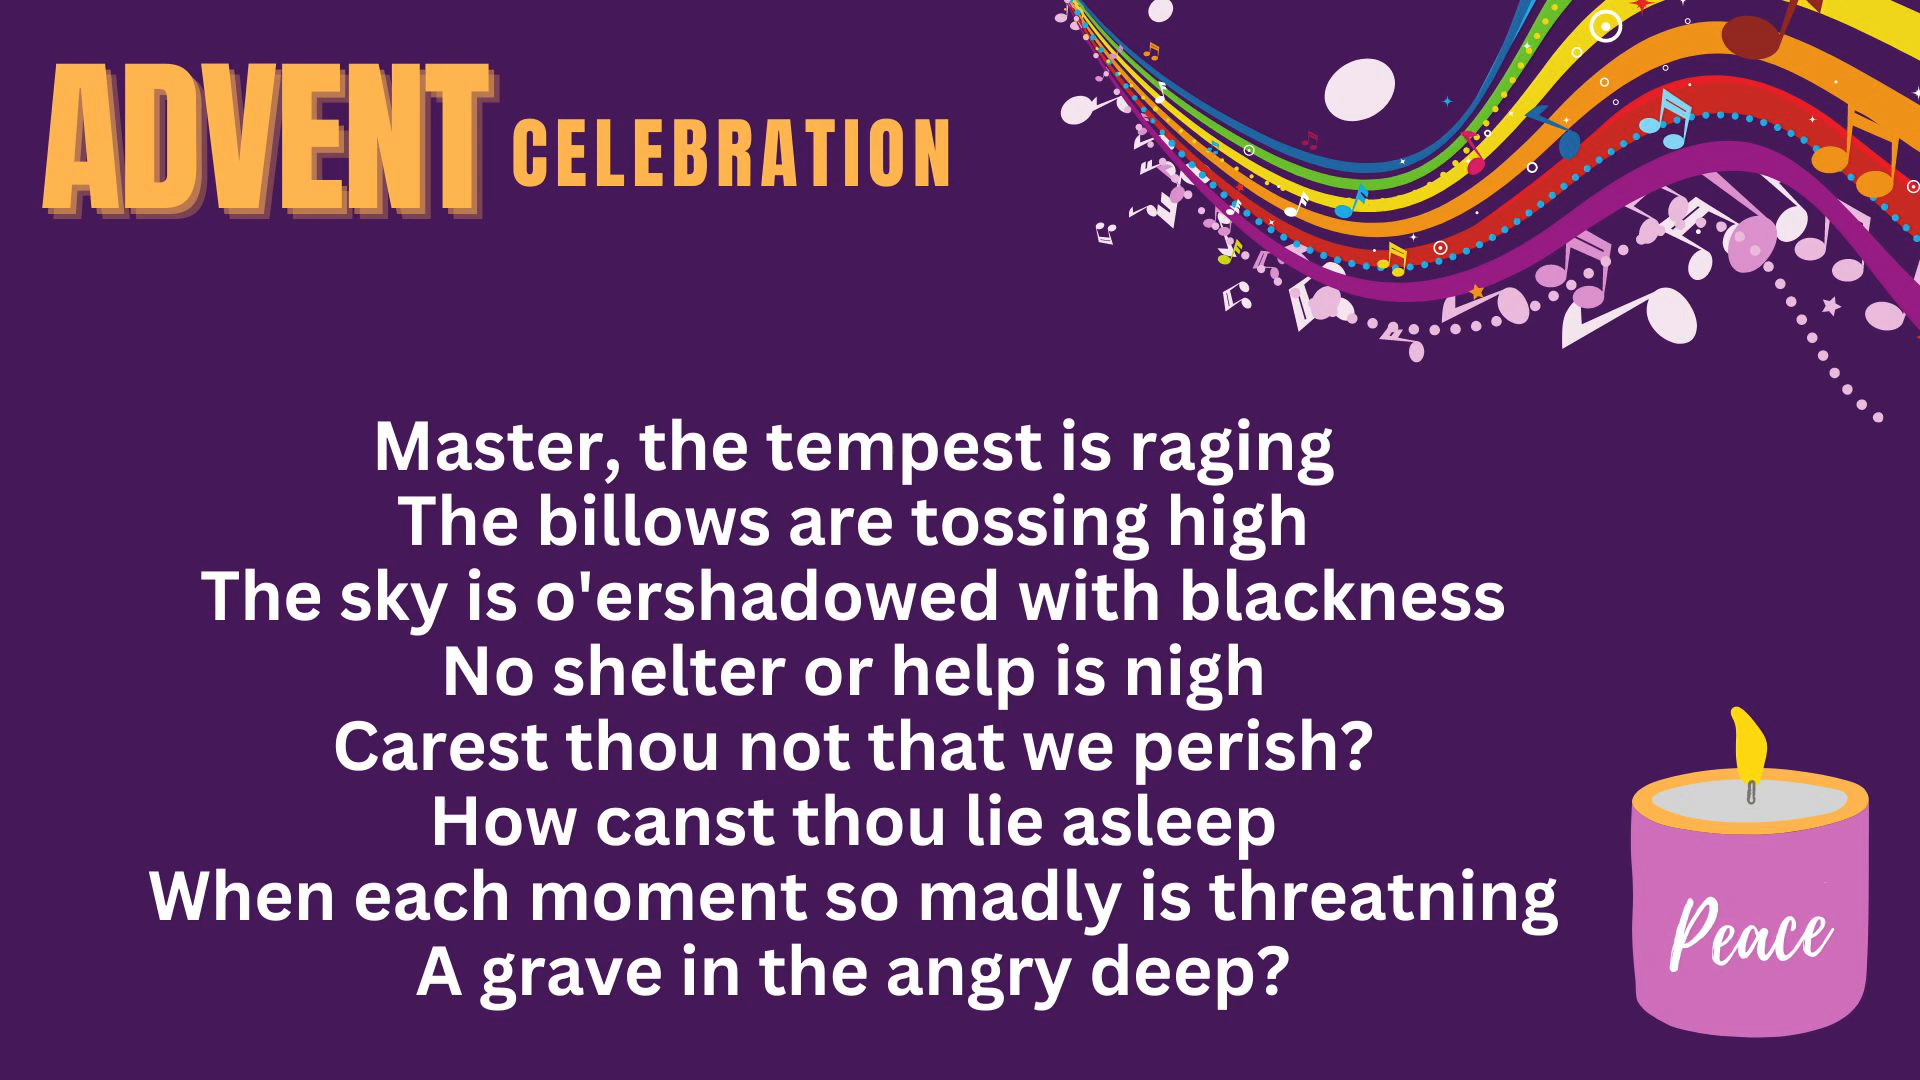 ADVENT CELEBRATION
Master, the tempest is raging
The billows are tossing high
The sky is o'ershadowed with blackness
No shelter or help is nigh
Carest thou not that we perish?
How canst thou lie asleep
When each moment so madly is threatning
A grave in the angry deep?
Peace